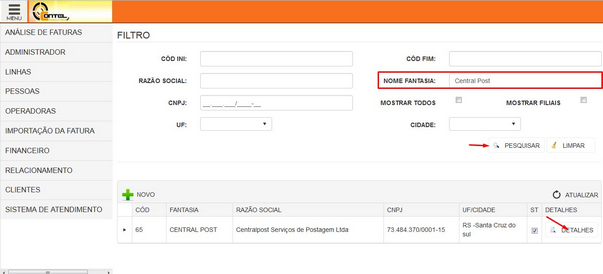 MENU
FONTEL
ANÁLISE DE FATURAS
ADMINISTRADOR
LINHAS
PESSOAS
OPERADORAS
IMPORTAÇÃO DA FATURA
FINANCEIRO
RELACIONAMENTO
CLIENTES
SISTEMA DE ATENDIMENTO
FILTRO
CÓD INI: CÓD FIM:
RAZÃO SOCIAL: NOME FANTASIA: Central Post
CNPJ: __.___.___/____-__ MOSTRAR TODOS MOSTRAR FILIAIS
UF: CIDADE:
PESQUISAR LIMPAR
NOVO ATUALIZAR
CÓD FANTASIA RAZÃO SOCIAL CNPJ UF/CIDADE ST DETALHES
65 CENTRAL POST Centralpost Serviços de Postagem Ltda 73.484.370/0001-15 RS -Santa Cruz do sul DETALHES